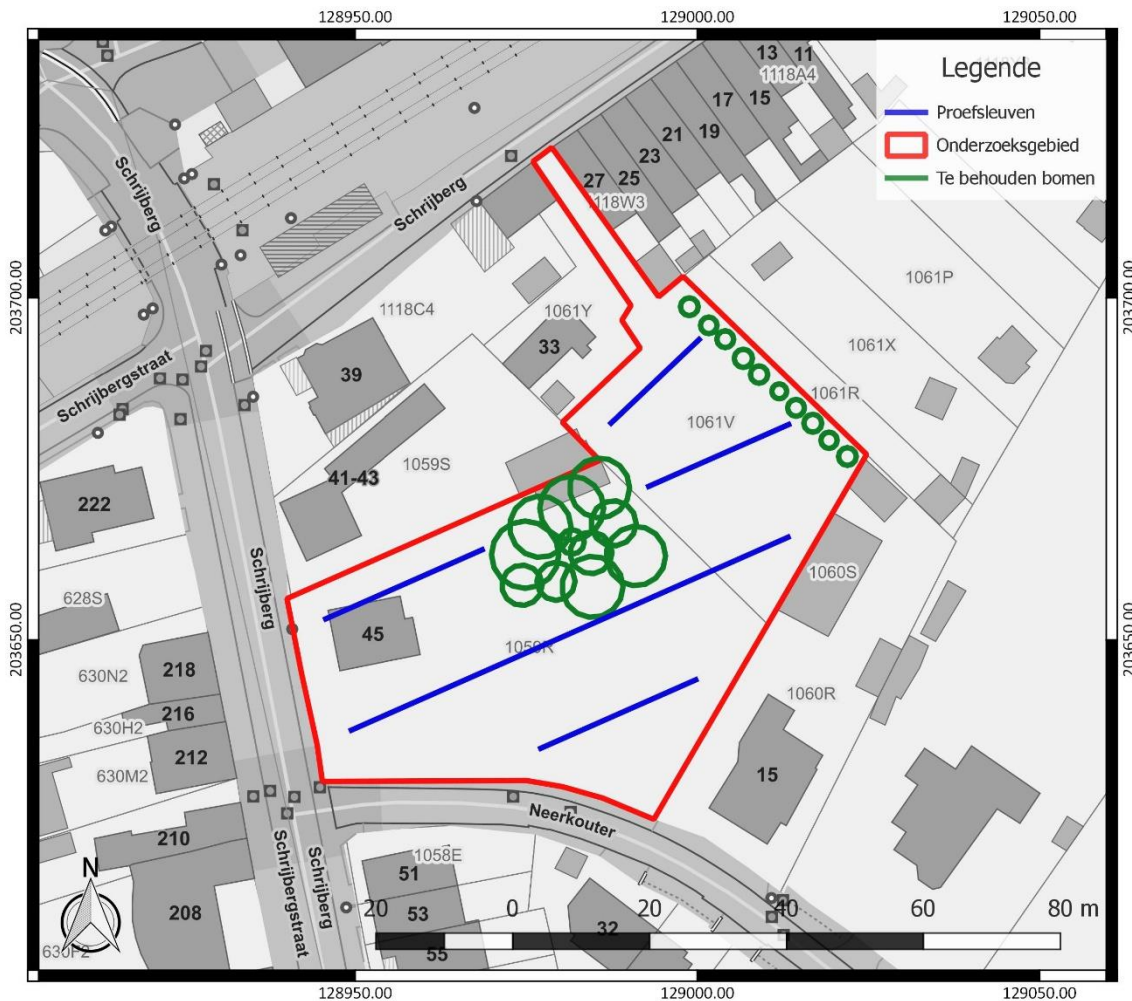 128950.00
129000.00
129050.00
Legende
Proefsleuven
Onderzoeksgebied
Te behouden bomen
13
11
1118A4
17
15
21
19
23
27
25
1118W3
Schrijberg
Schrijberg
1061P
203700.00
203700.00
1118C4
1061Y
33
1061X
39
1061R
Schrijbergstraat
1061V
1059S
41-43
222
Schrijberg
1060S
628S
45
203650.00
203650.00
1059R
218
630N2
216
630H2
1060R
212
630M2
15
Neerkouter
210
1058E
51
Schrijbergstraat
Schrijberg
N
208
53
32
55
20
0
20
40
60
80 m
128950.00
129000.00
129050.00